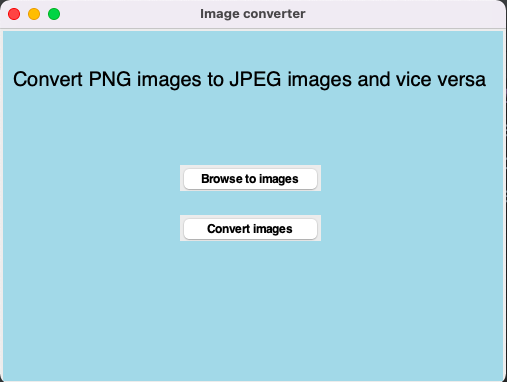 Image converter
Convert PNG images to JPEG images and vice versa
Browse to images
Convert images